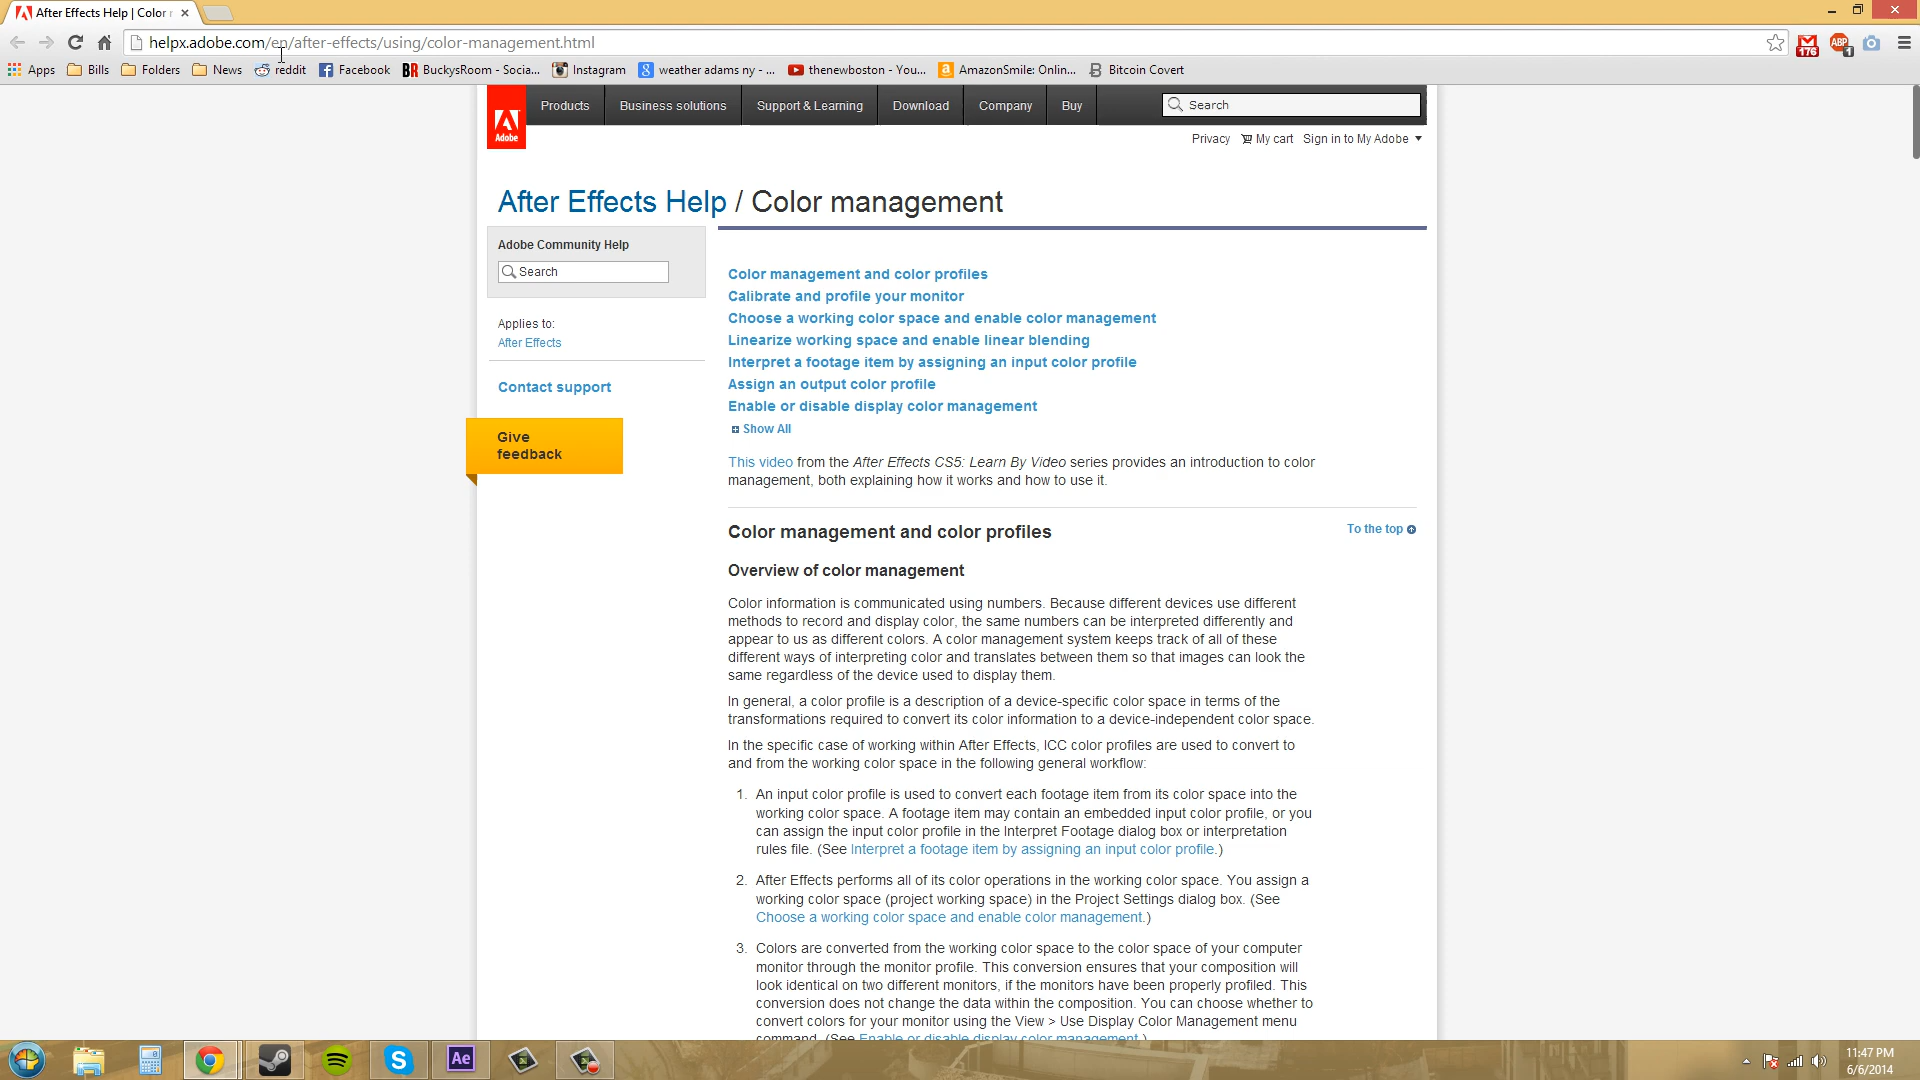 After Effects Help | Color r
helpx.adobe.com/en/after-effects/using/color-management.html
176
ABP
1
Apps Bills Folders News reddit Facebook BR BuckysRoom - Socia... Instagram weather adams ny - ... thenewboston - You... AmazonSmile: Onlin... Bitcoin Covert
Adobe
Products Business solutions Support & Learning Download Company Buy Search
Privacy My cart Sign in to My Adobe
After Effects Help / Color management
Adobe Community Help
Search
Applies to:
After Effects
Contact support
Give
feedback
Color management and color profiles
Calibrate and profile your monitor
Choose a working color space and enable color management
Linearize working space and enable linear blending
Interpret a footage item by assigning an input color profile
Assign an output color profile
Enable or disable display color management
Show All
This video from the After Effects CS5: Learn By Video series provides an introduction to color
management, both explaining how it works and how to use it.
Color management and color profiles
To the top
Overview of color management
Color information is communicated using numbers. Because different devices use different
methods to record and display color, the same numbers can be interpreted differently and
appear to us as different colors. A color management system keeps track of all of these
different ways of interpreting color and translates between them so that images can look the
same regardless of the device used to display them.
In general, a color profile is a description of a device-specific color space in terms of the
transformations required to convert its color information to a device-independent color space.
In the specific case of working within After Effects, ICC color profiles are used to convert to
and from the working color space in the following general workflow:
1. An input color profile is used to convert each footage item from its color space into the
working color space. A footage item may contain an embedded input color profile, or you
can assign the input color profile in the Interpret Footage dialog box or interpretation
rules file. (See Interpret a footage item by assigning an input color profile.)
2. After Effects performs all of its color operations in the working color space. You assign a
working color space (project working space) in the Project Settings dialog box. (See
Choose a working color space and enable color management.)
3. Colors are converted from the working color space to the color space of your computer
monitor through the monitor profile. This conversion ensures that your composition will
look identical on two different monitors, if the monitors have been properly profiled. This
conversion does not change the data within the composition. You can choose whether to
convert colors for your monitor using the View > Use Display Color Management menu
command. (See Enable or disable display color management.)
Ae
11:47 PM
6/6/2014